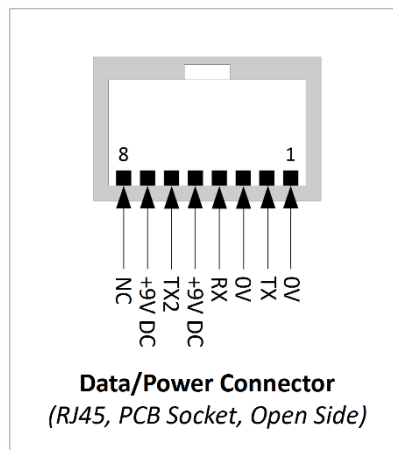 8 1
NC +9V DC TX2 +9V DC RX 0V TX 0V
Data/Power Connector
(RJ45, PCB Socket, Open Side)